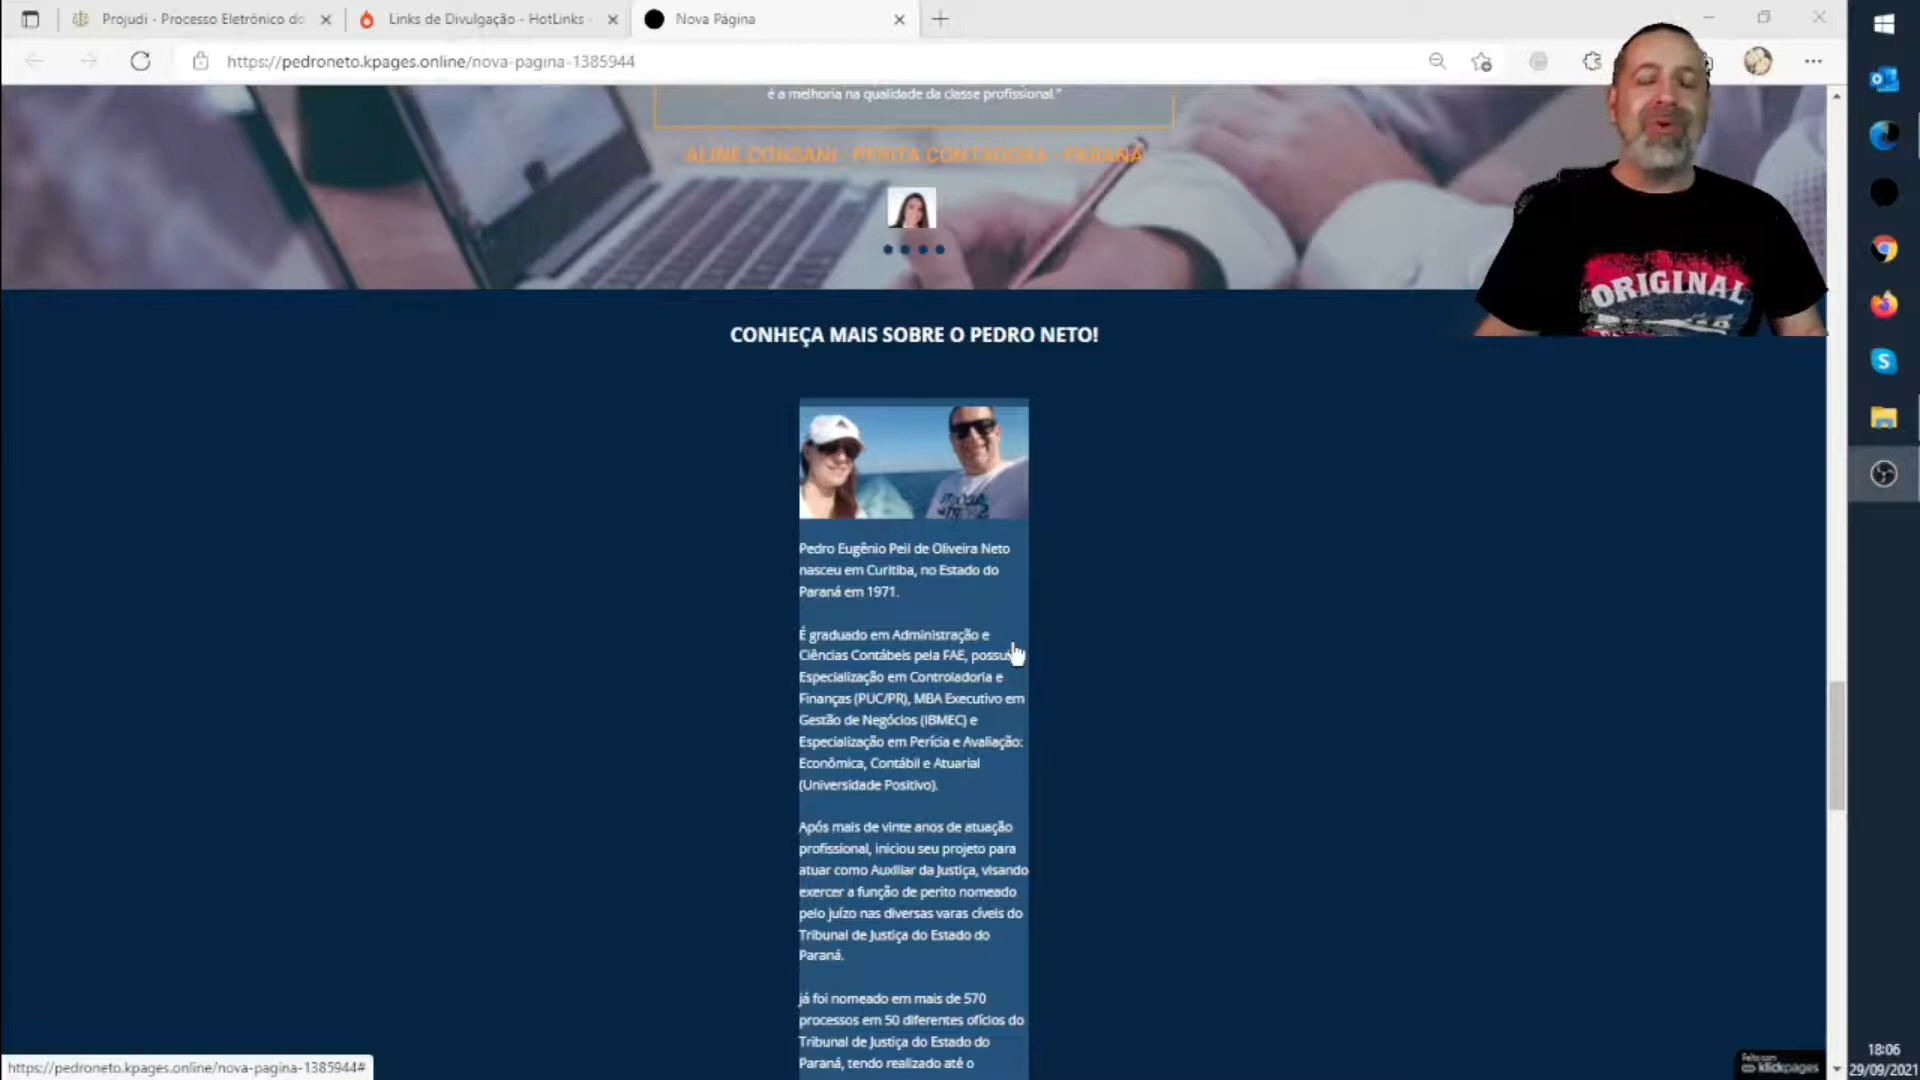 Projudi - Processo Eletrônico do
Links de Divulgação - HotLinks -
Nova Página
https://pedroneto.kpages.online/nova-pagina-1385944
é a melhoria na qualidade da classe profissional."
ALINE CONSANI - PERITA CONTADORA - PARANÁ
ORIGINAL
CONHEÇA MAIS SOBRE O PEDRO NETO!
Pedro Eugênio Peil de Oliveira Neto
nasceu em Curitiba, no Estado do
Paraná em 1971.
É graduado em Administração e
Ciências Contábeis pela FAE, possu
Especialização em Controladoria e
Finanças (PUC/PR), MBA Executivo em
Gestão de Negócios (IBMEC) e
Especialização em Perícia e Avaliação:
Econômica, Contábil e Atuarial
(Universidade Positivo).
Após mais de vinte anos de atuação
profissional, iniciou seu projeto para
atuar como Auxiliar da Justiça, visando
exercer a função de perito nomeado
pelo juízo nas diversas varas cíveis do
Tribunal de Justiça do Estado do
Paraná.
já foi nomeado em mais de 570
processos em 50 diferentes ofícios do
Tribunal de Justiça do Estado do
Paraná, tendo realizado até o
https://pedroneto.kpages.online/nova-pagina-1385944#
Feito com
klickpages
18:06
29/09/2021